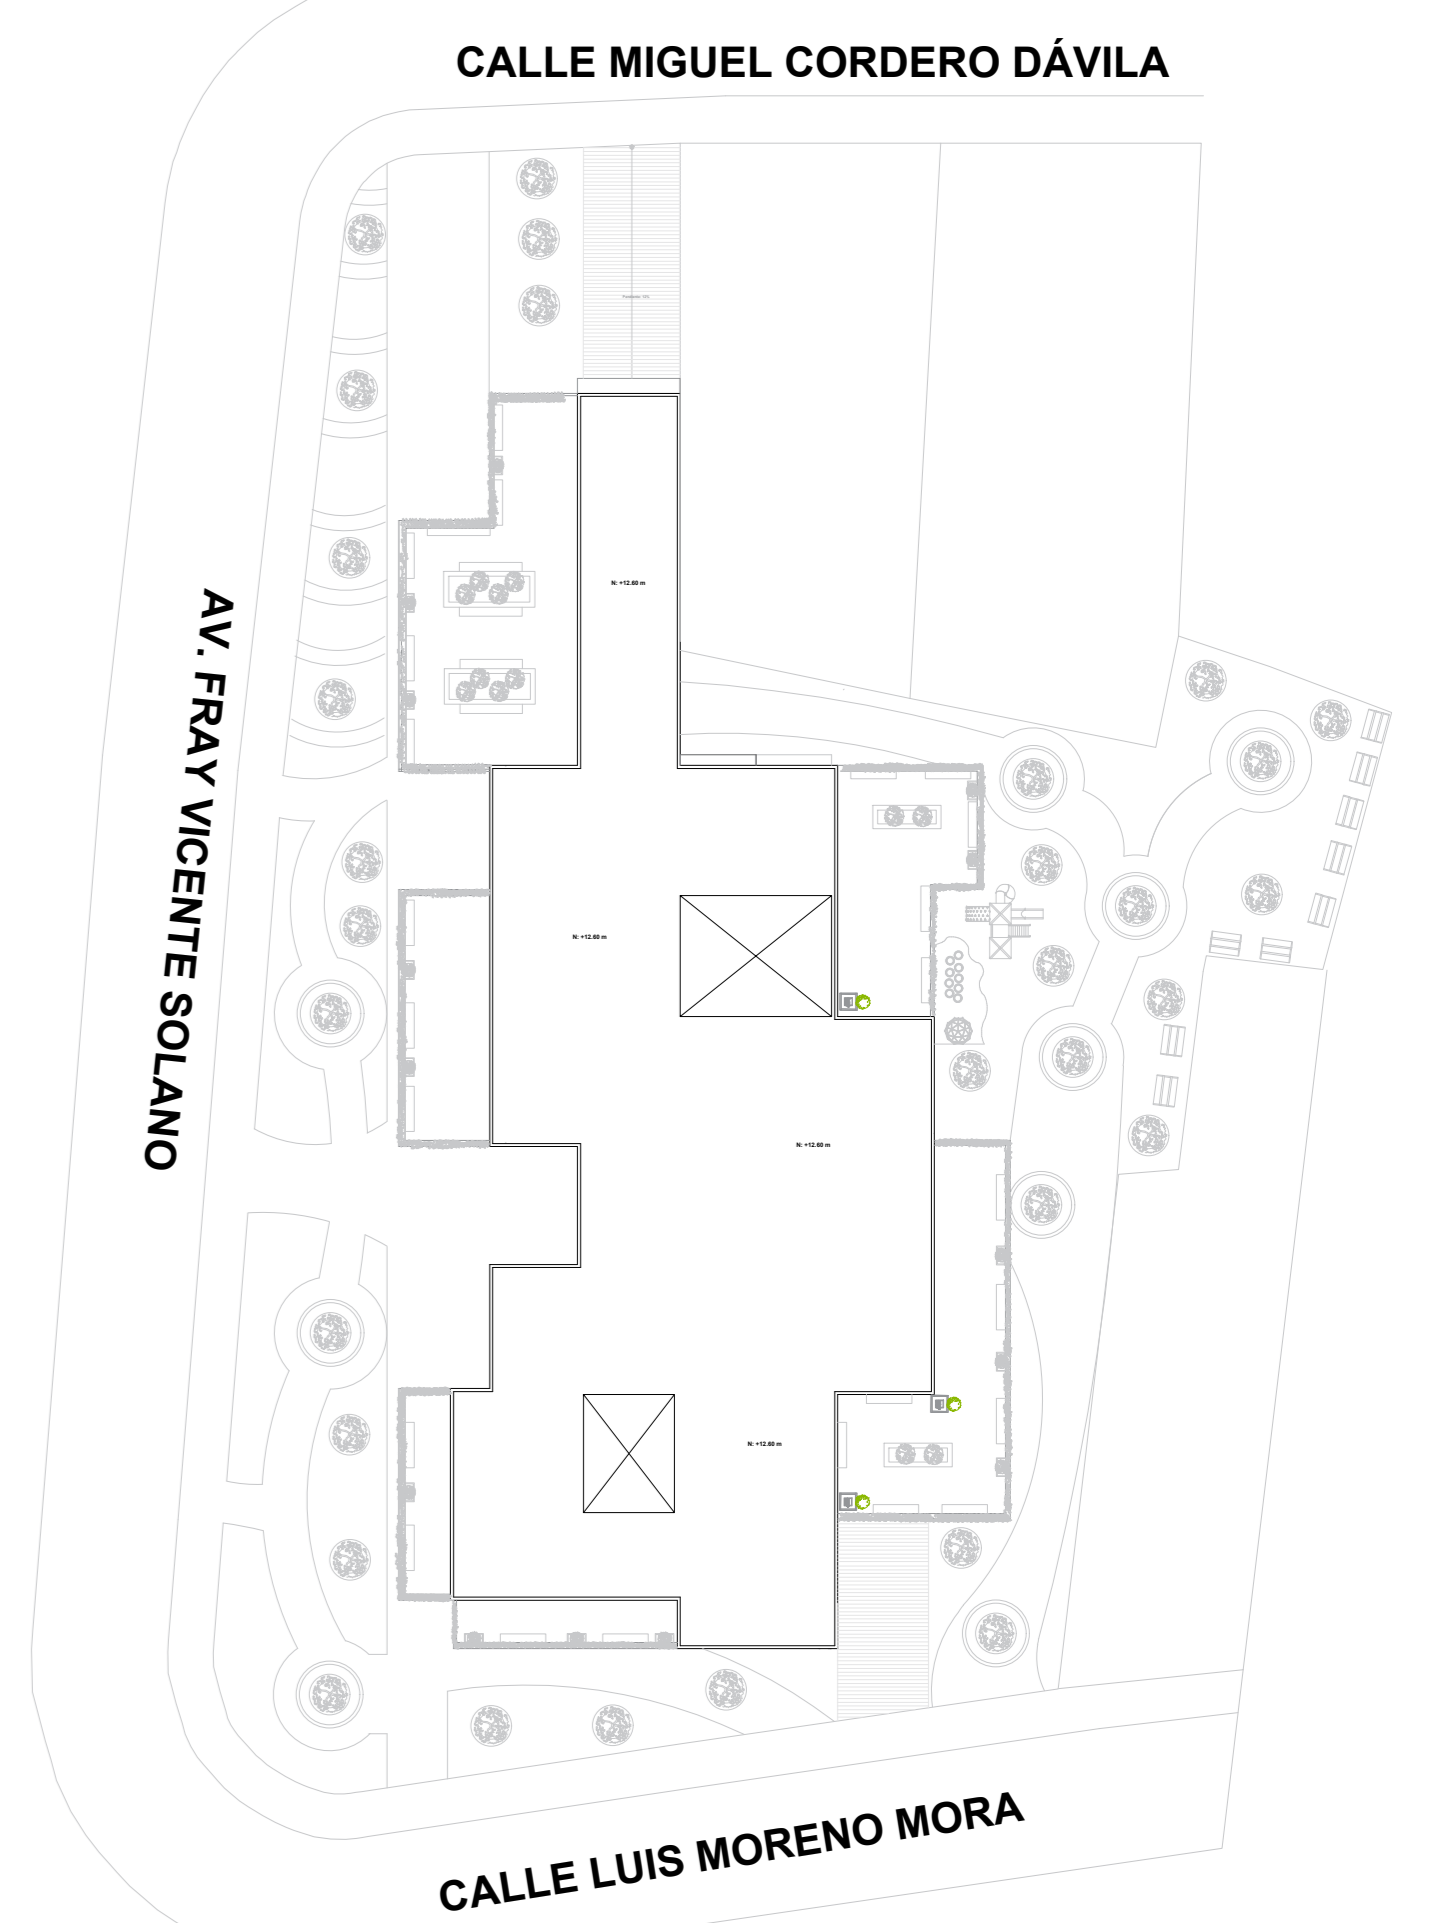 CALLE MIGUEL CORDERO DÁVILA
N: +12.60 m
AV. FRAY VICENTE SOLANO
N: +12.60 m
N: +12.60 m
N: +12.60 m
CALLE LUIS MORENO MORA